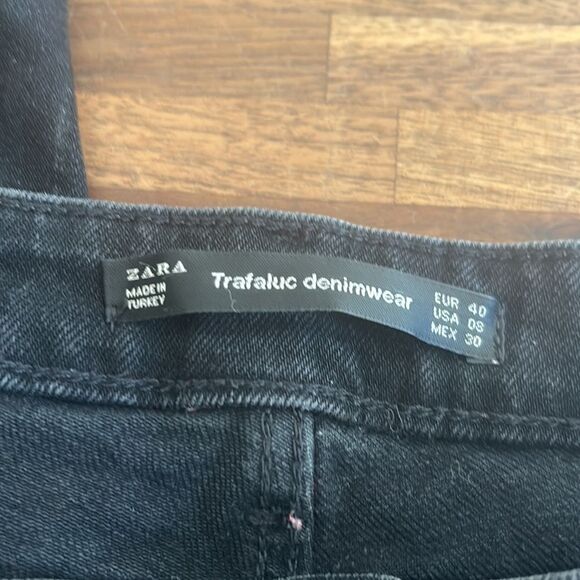 ZARA
MADE IN
TURKEY
Trafaluc denimwear
EUR 40
USA 08
MEX 30